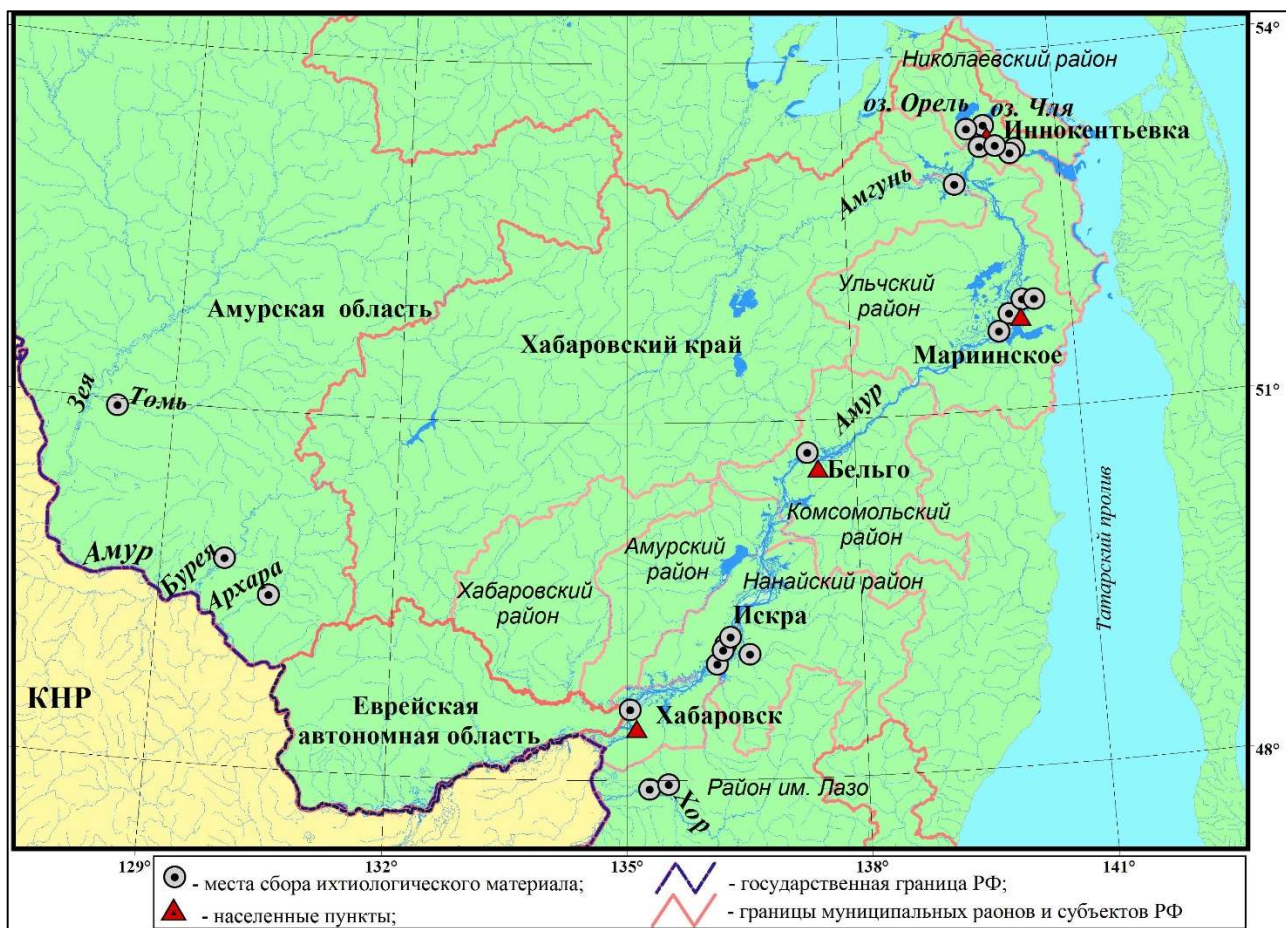 54°
Николаевский район
оз. Орель
оз. Чля
Иннокентьевка
Амгунь
Ульчский
район
Амурская область
Хабаровский край
Мариинское
Зея
Томь
51°
Амур
Бельго
Комсомольский
район
Татарский пролив
Амур
Бурея
Архара
Амурский
район
Хабаровский
район
Нанайский район
Искра
КНР
Еврейская
автономная область
Хабаровск
48°
Хор
Район им. Лазо
129°
132°
135°
138°
141°
- места сбора ихтиологического материала;
- государственная граница РФ;
- населенные пункты;
- границы муниципальных раонов и субъектов РФ